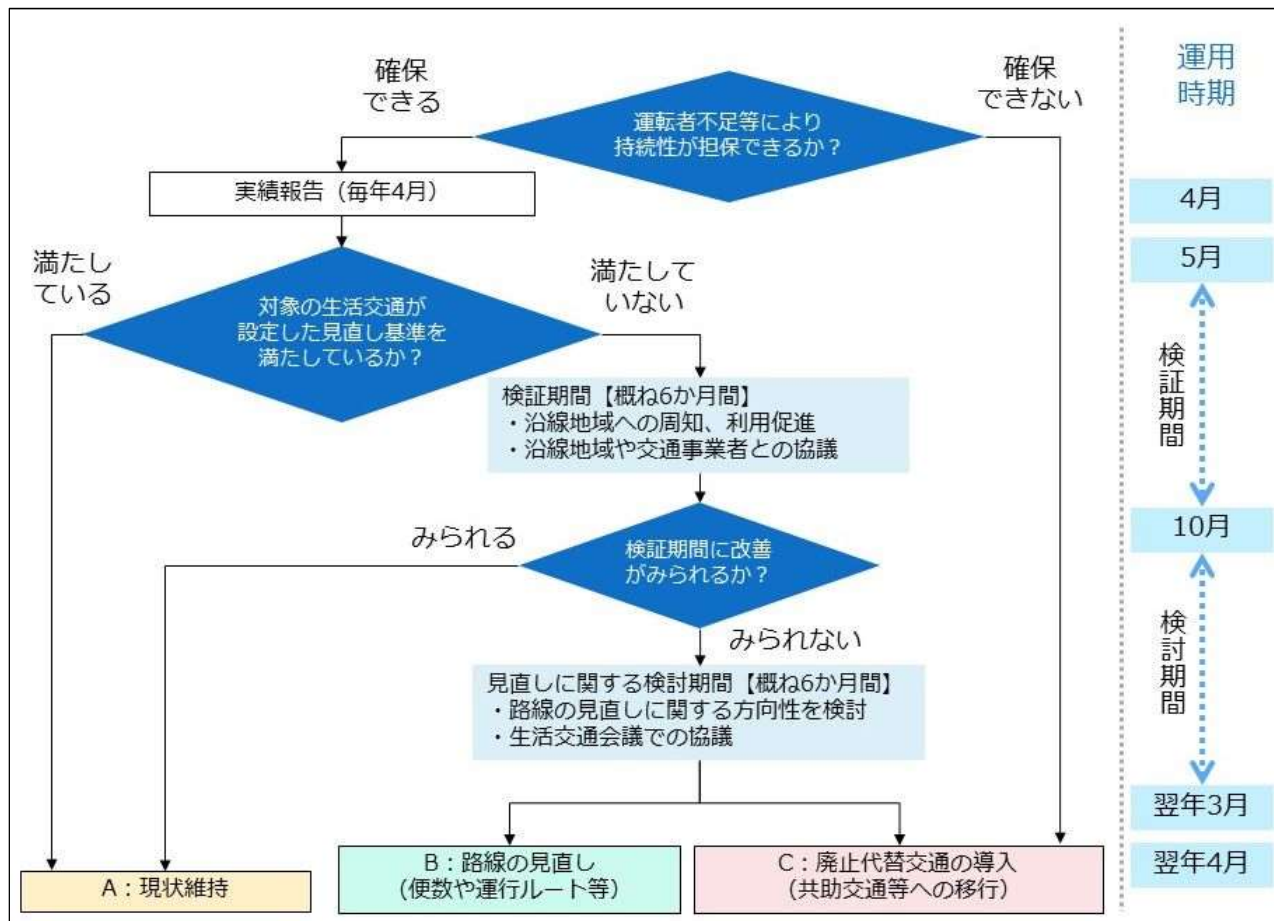 確保
できる
確保
できない
運転者不足等により
持続性が担保できるか？
実績報告（毎年4月）
満たし
ている
満たして
いない
対象の生活交通が
設定した見直し基準を
満たしているか？
検証期間【概ね6か月間】
・沿線地域への周知、利用促進
・沿線地域や交通事業者との協議
みられる
検証期間に改善
がみられるか？
みられない
見直しに関する検討期間【概ね6か月間】
・路線の見直しに関する方向性を検討
・生活交通会議での協議
A：現状維持
B：路線の見直し
（便数や運行ルート等）
C：廃止代替交通の導入
（共助交通等への移行）
運用
時期
4月
5月
検証期間
10月
検討期間
翌年3月
翌年4月